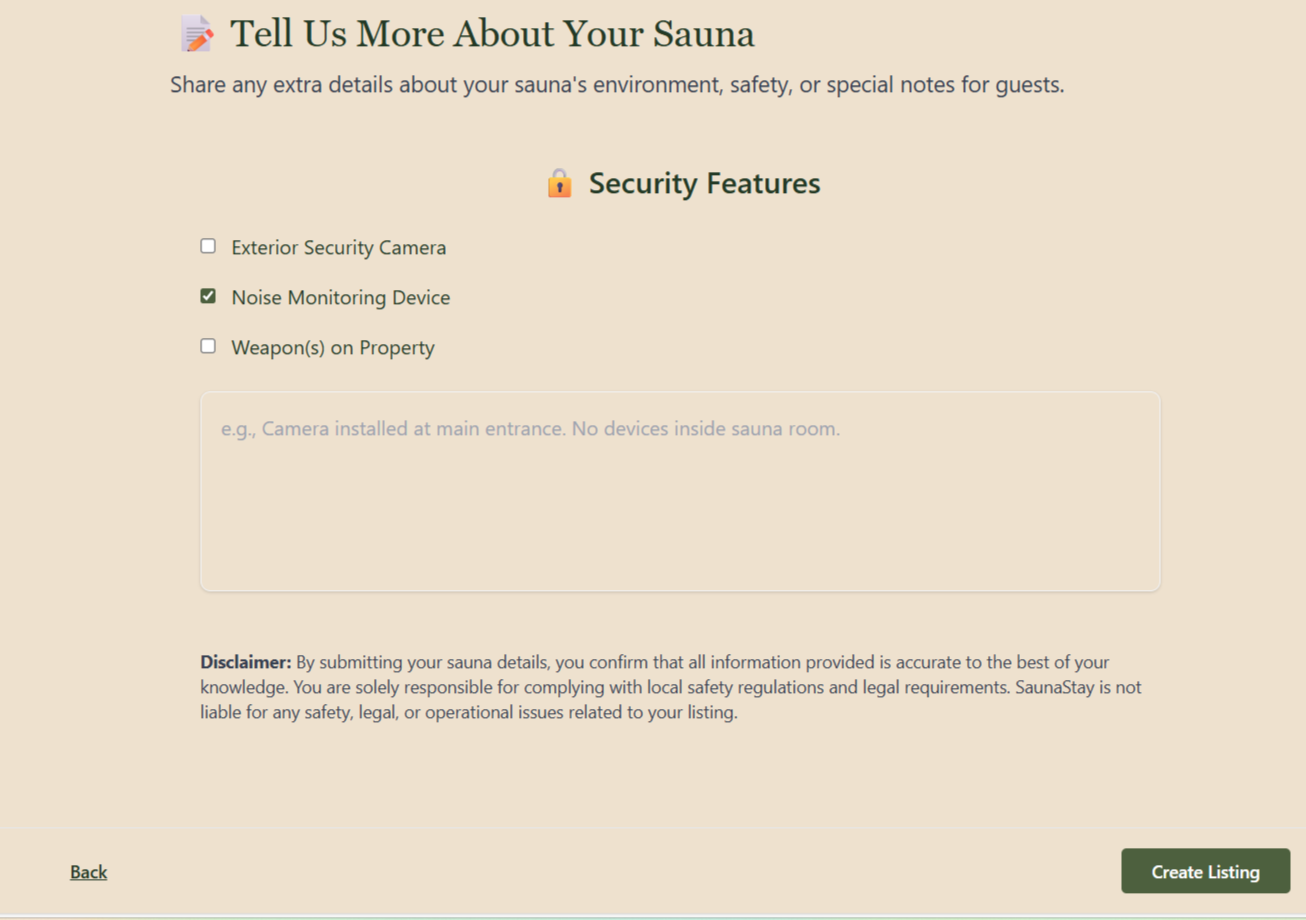 Tell Us More About Your Sauna
Share any extra details about your sauna's environment, safety, or special notes for guests.
Security Features
Exterior Security Camera
Noise Monitoring Device
Weapon(s) on Property
e.g., Camera installed at main entrance. No devices inside sauna room.
Disclaimer: By submitting your sauna details, you confirm that all information provided is accurate to the best of your
knowledge. You are solely responsible for complying with local safety regulations and legal requirements. SaunaStay is not
liable for any safety, legal, or operational issues related to your listing.
Back
Create Listing